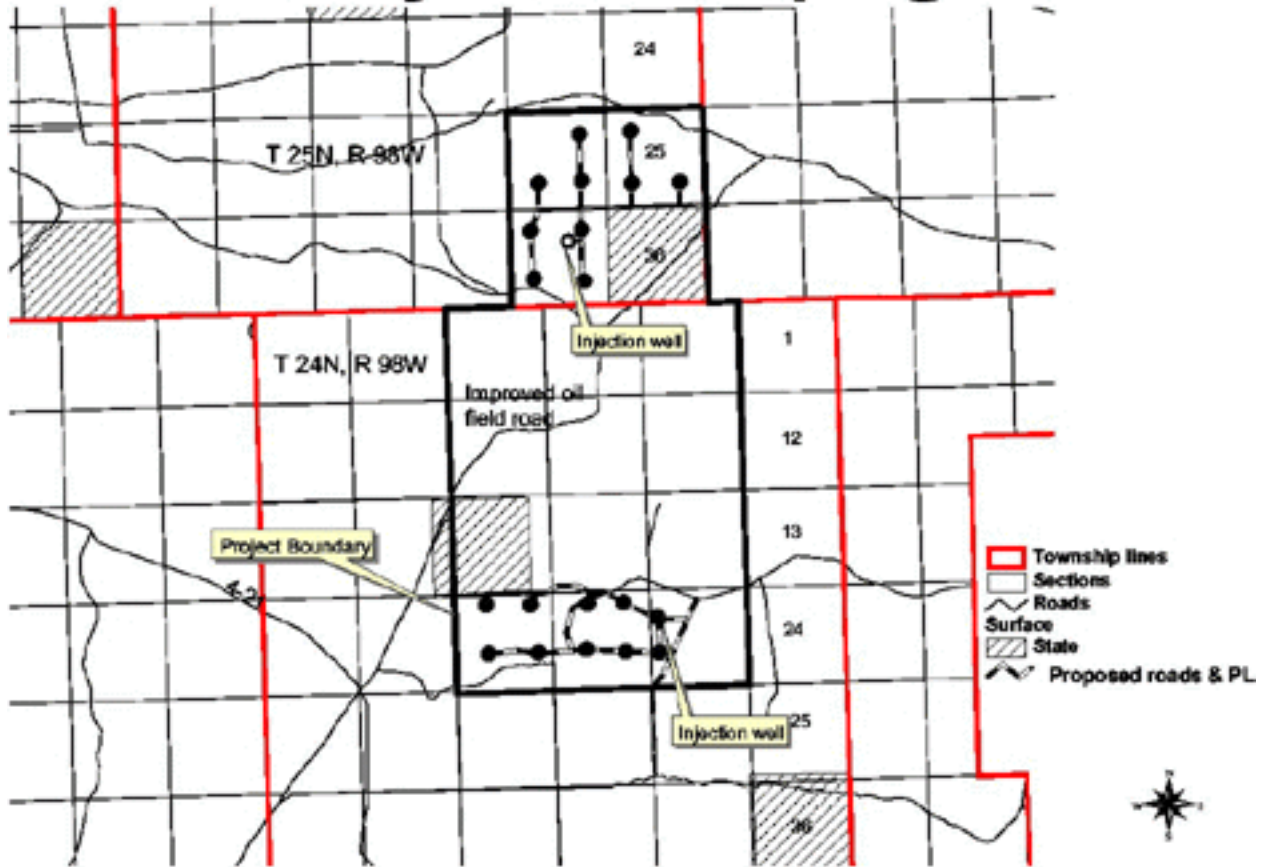 24
T 25N, R 98W
25
36
Injection well
T 24N, R 98W
1
Improved oil
field road
12
13
Project Boundary
Township lines
Sections
Roads
Surface
State
Proposed roads & PL
24
Injection well
25
36
N
W
S